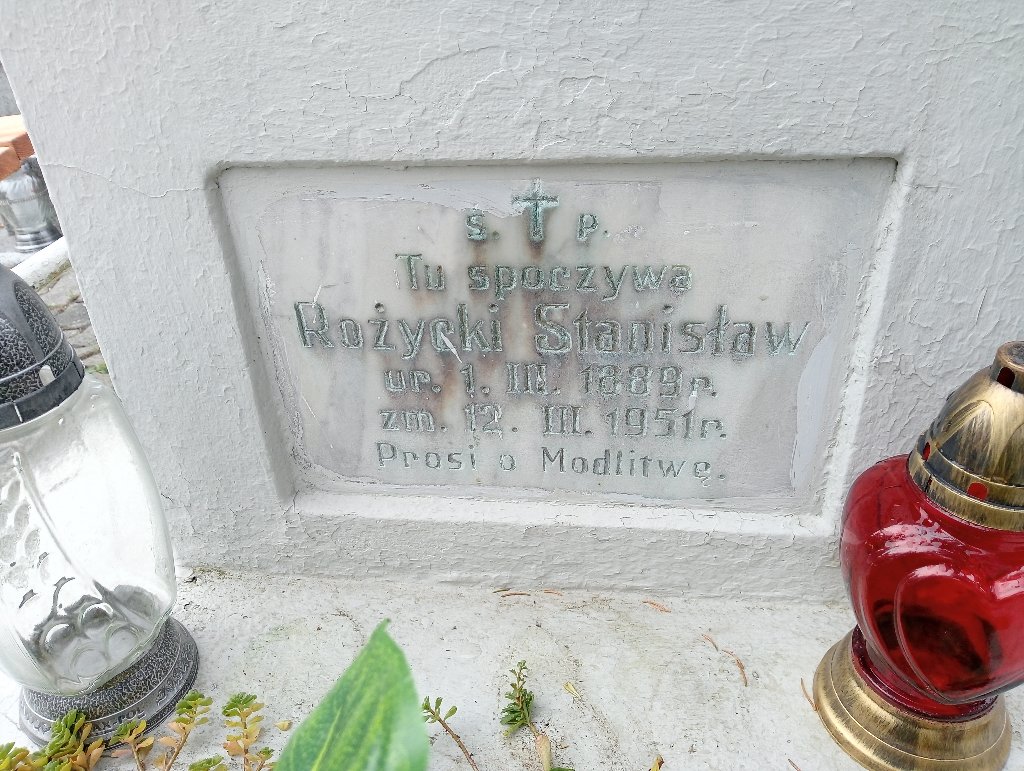 ś. † p.
Tu spoczywa
Rożycki Stanisław
ur. 1. III. 1889 r.
zm. 12. III. 1951 r.
Prosi o Modlitwę.